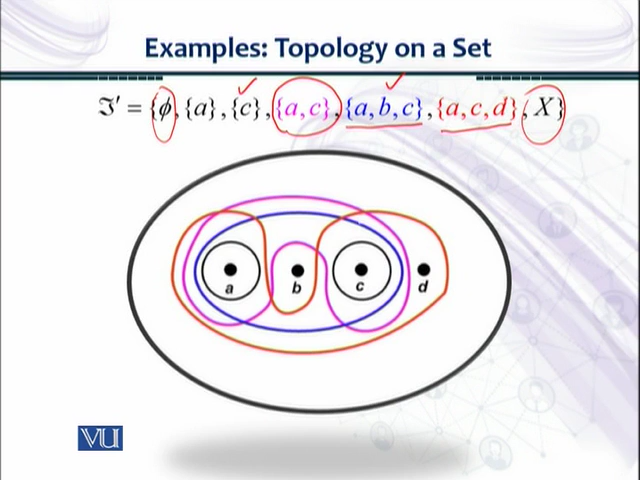 Examples: Topology on a Set
ℑ′ = {ϕ, {a}, {c}, {a, c}, {a, b, c}, {a, c, d}, X}
a b c d
VU